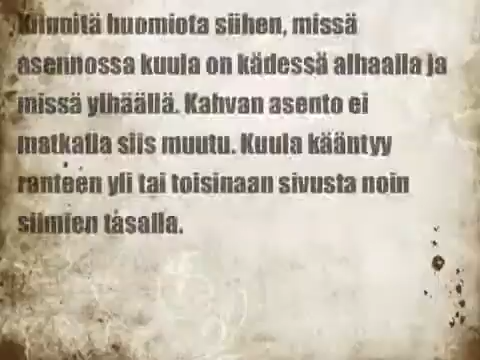 Kiinnitä huomiota siihen, missä
asennossa kuula on kädessä alhaalla ja
missä ylhäällä. Kahvan asento ei
matkalla siis muutu. Kuula kääntyy
ranteen yli tai toisinaan sivusta noin
silmien tasalla.